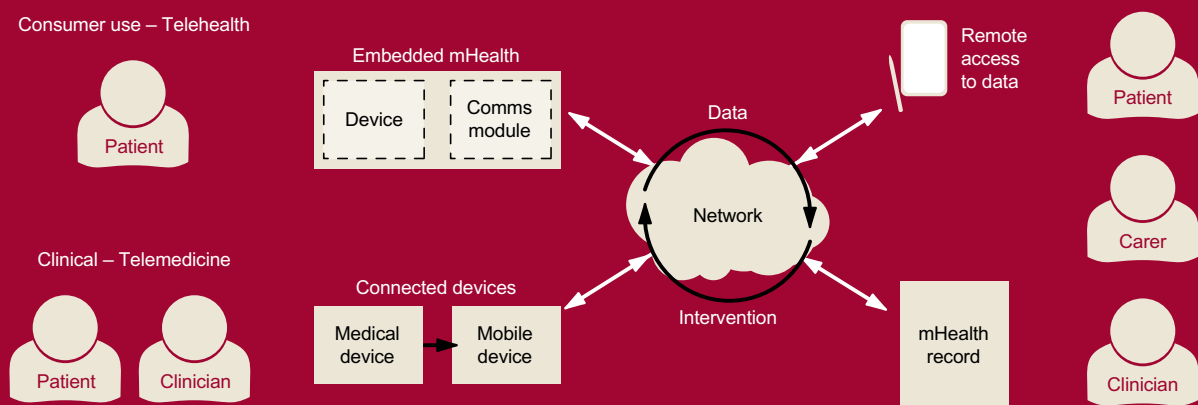 Consumer use – Telehealth
Patient
Embedded mHealth
Device
Comms
module
Data
Network
Intervention
Remote
access
to data
Patient
Carer
Clinical – Telemedicine
Patient
Clinician
Connected devices
Medical
device
Mobile
device
mHealth
record
Clinician